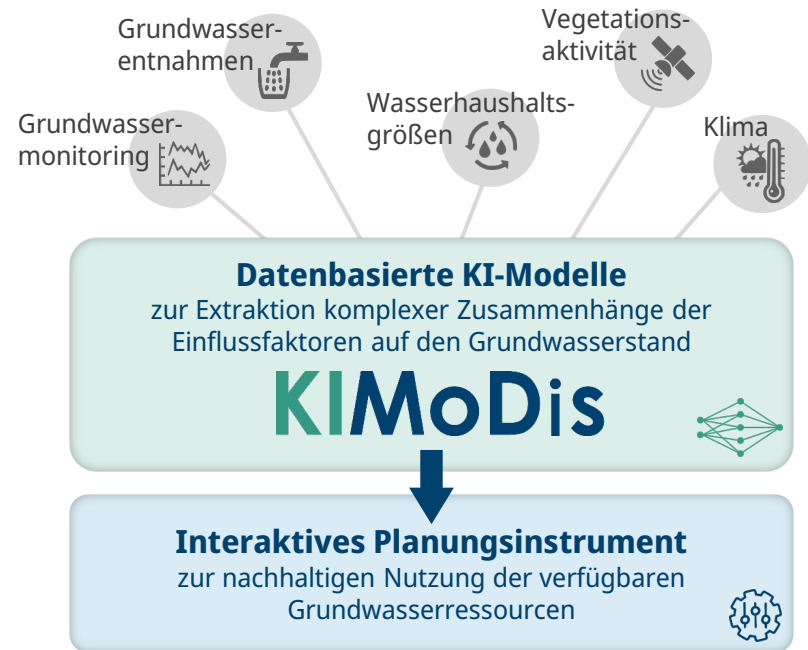 Grundwasser-
entnahmen
Vegetations-
aktivität
Wasserhaushalts-
größen
Grundwasser-
monitoring
Klima
Datenbasierte KI-Modelle
zur Extraktion komplexer Zusammenhänge der
Einflussfaktoren auf den Grundwasserstand
KIMoDis
Interaktives Planungsinstrument
zur nachhaltigen Nutzung der verfügbaren
Grundwasserressourcen